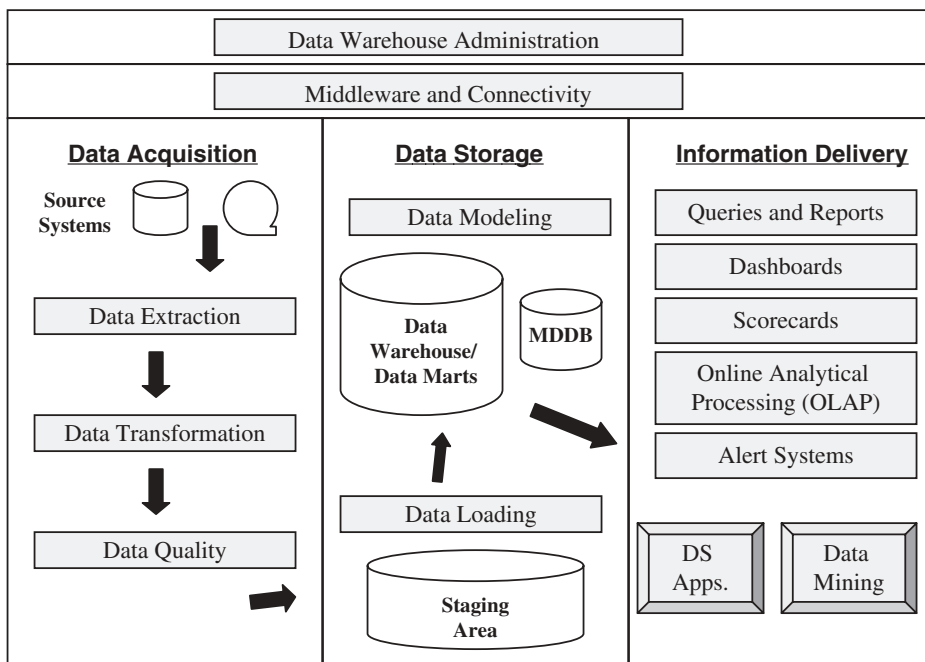 Data Warehouse Administration
Middleware and Connectivity
Data Acquisition
Source
Systems
Data Extraction
Data Transformation
Data Quality
Data Storage
Data Modeling
Data
Warehouse/
Data Marts
MDDB
Data Loading
Staging
Area
Information Delivery
Queries and Reports
Dashboards
Scorecards
Online Analytical
Processing (OLAP)
Alert Systems
DS
Apps.
Data
Mining